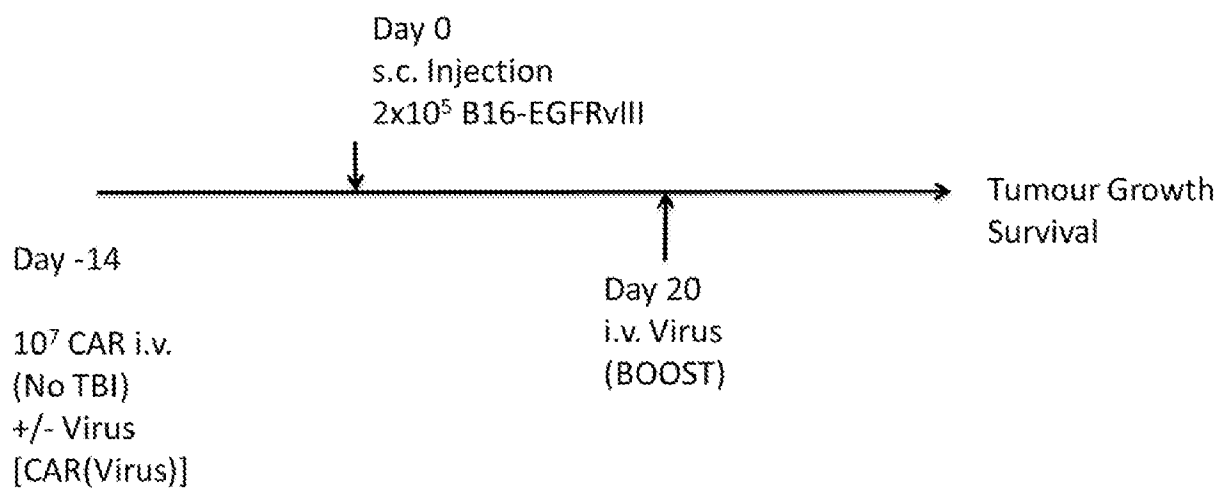 Day 0
s.c. Injection
2x10⁵ B16-EGFRvIII
Tumour Growth
Survival
Day -14
10⁷ CAR i.v.
(No TBI)
+/- Virus
[CAR(Virus)]
Day 20
i.v. Virus
(BOOST)